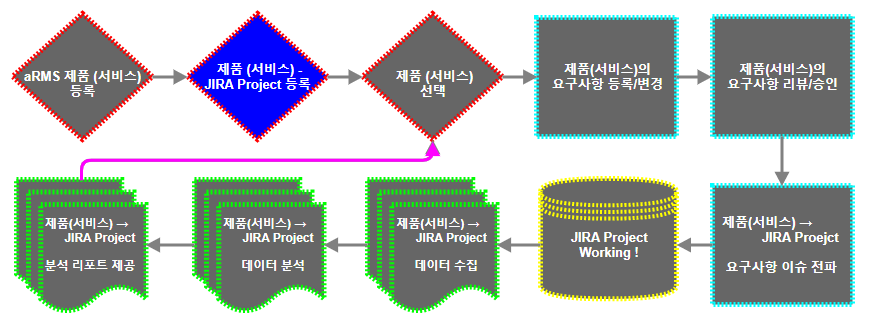 aRMS 제품 (서비스)
등록
제품 (서비스) -
JIRA Project 등록
제품 (서비스)
선택
제품(서비스)의
요구사항 등록/변경
제품(서비스)의
요구사항 리뷰/승인
제품(서비스) →
JIRA Proejct
요구사항 이슈 전파
JIRA Project
Working !
제품(서비스) →
JIRA Project
데이터 수집
제품(서비스) →
JIRA Project
데이터 분석
제품(서비스) →
JIRA Project
분석 리포트 제공